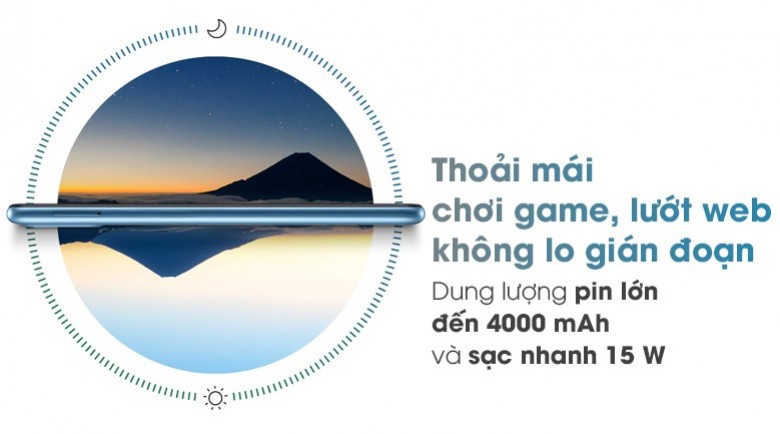 Thoải mái
chơi game, lướt web
không lo gián đoạn
Dung lượng pin lớn
đến 4000 mAh
và sạc nhanh 15 W